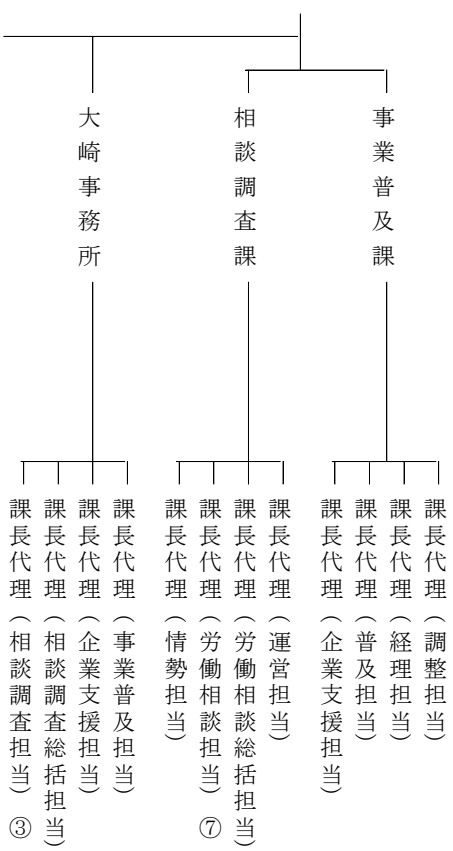 事業普及課
課長代理（調整担当）
課長代理（経理担当）
課長代理（普及担当）
課長代理（企業支援担当）
相談調査課
課長代理（運営担当）
課長代理（労働相談総括担当）
課長代理（労働相談担当）⑦
課長代理（情勢担当）
大崎事務所
課長代理（事業普及担当）
課長代理（企業支援担当）
課長代理（相談調査総括担当）
課長代理（相談調査担当）③